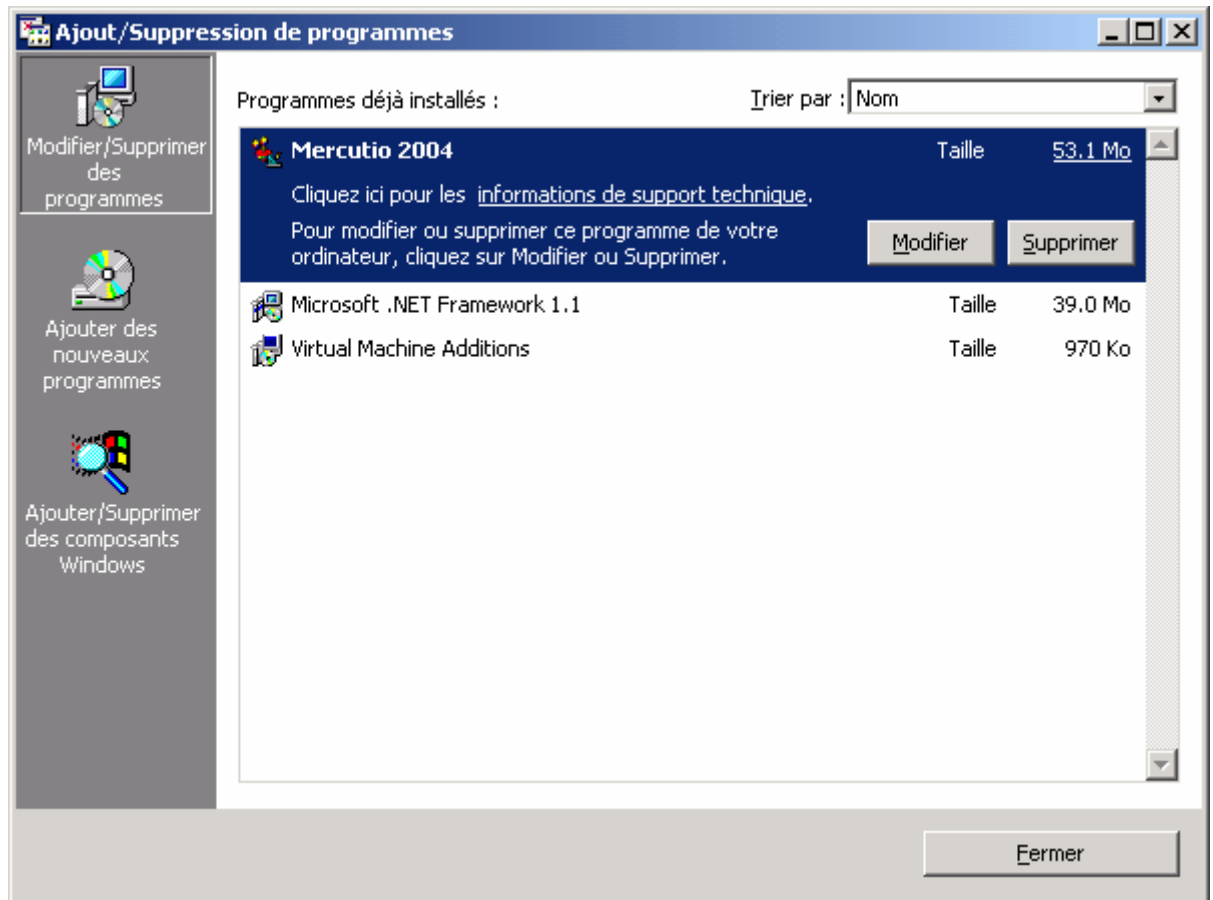 Ajout/Suppression de programmes
Modifier/Supprimer
des
programmes
Ajouter des
nouveaux
programmes
Ajouter/Supprimer
des composants
Windows
Programmes déjà installés :
Trier par : Nom
Mercutio 2004 Taille 53.1 Mo
Cliquez ici pour les informations de support technique.
Pour modifier ou supprimer ce programme de votre
ordinateur, cliquez sur Modifier ou Supprimer.
Modifier Supprimer
Microsoft .NET Framework 1.1 Taille 39.0 Mo
Virtual Machine Additions Taille 970 Ko
Fermer